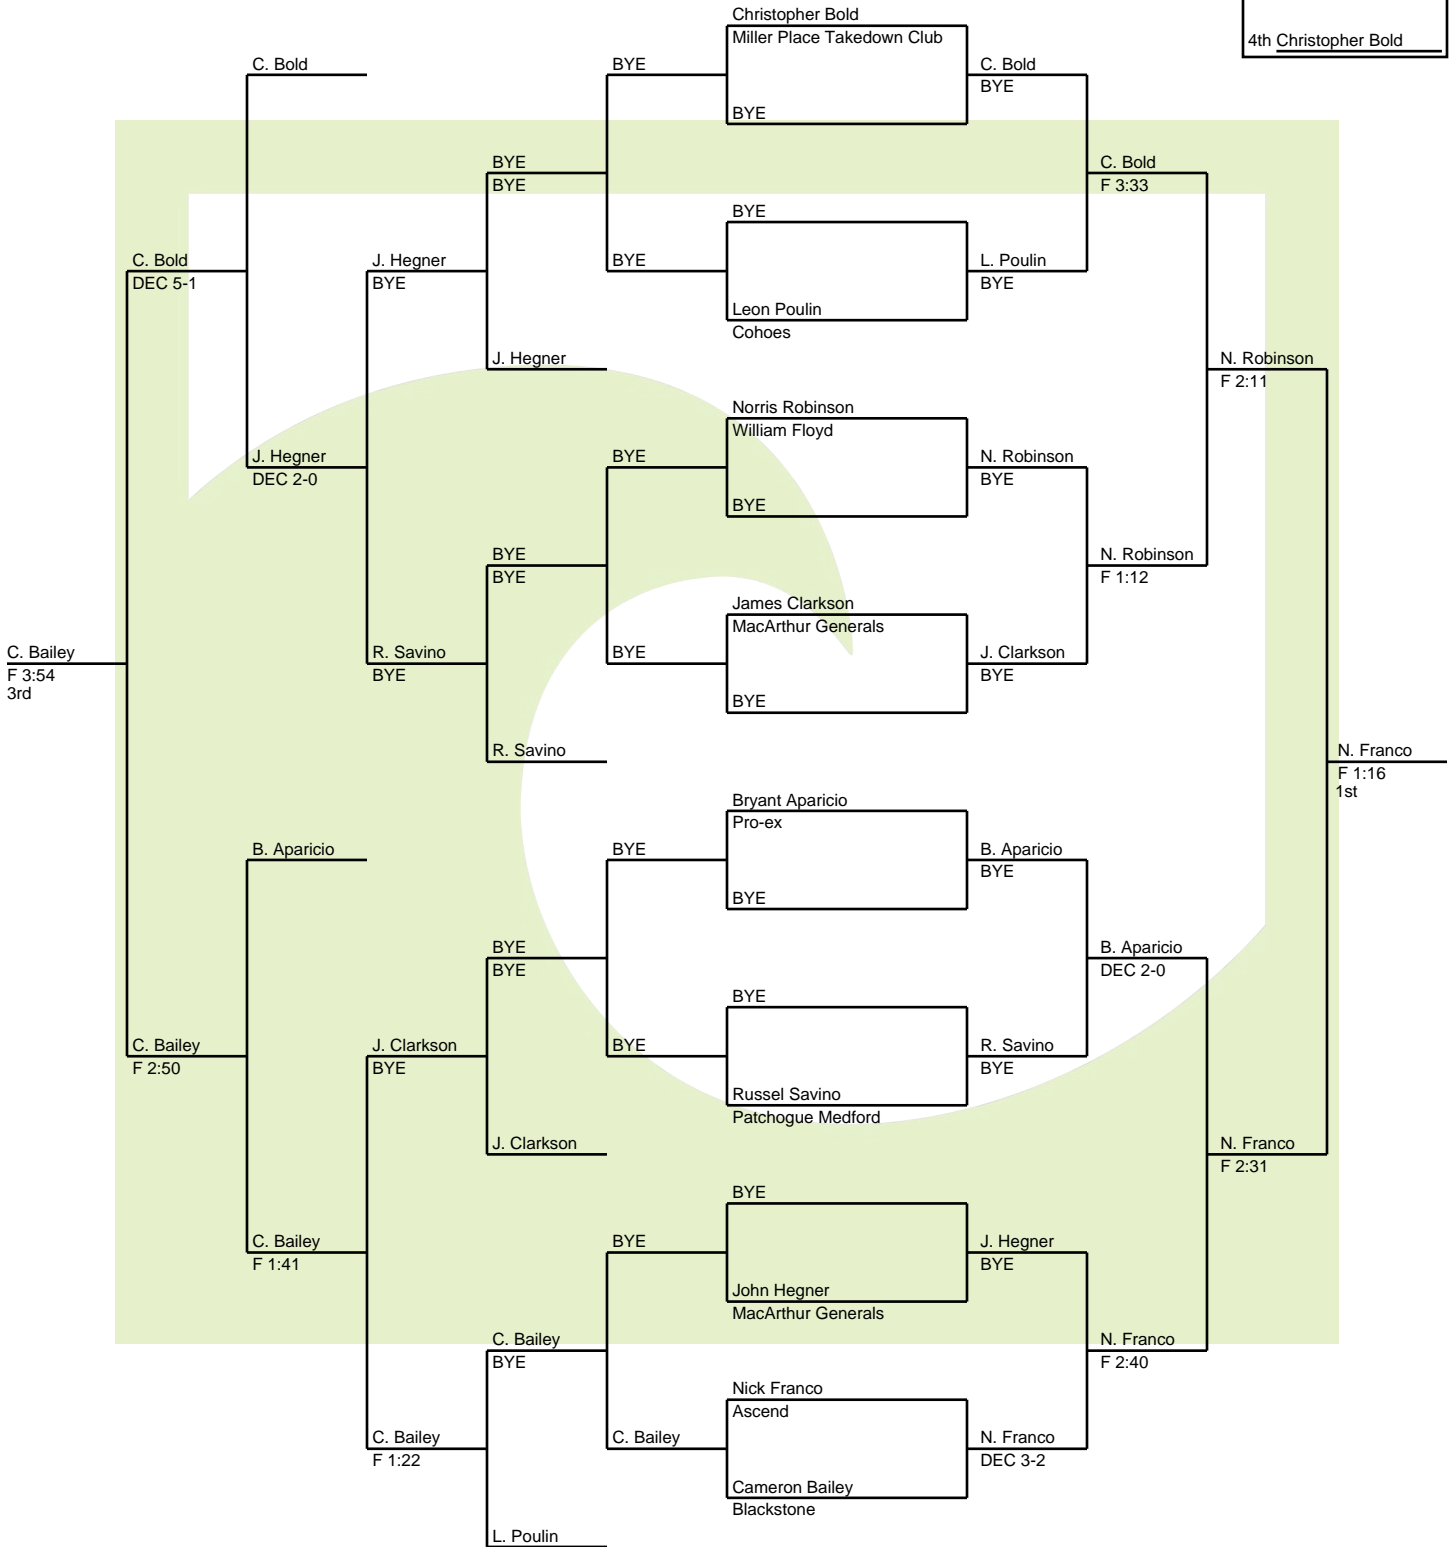 Christopher Bold
Miller Place Takedown Club
4th Christopher Bold
C. Bold
BYE
C. Bold
BYE
BYE
BYE
BYE
C. Bold
F 3:33
BYE
C. Bold
DEC 5-1
J. Hegner
BYE
BYE
L. Poulin
BYE
Leon Poulin
Cohoes
J. Hegner
N. Robinson
F 2:11
Norris Robinson
William Floyd
J. Hegner
DEC 2-0
BYE
N. Robinson
BYE
BYE
BYE
BYE
N. Robinson
F 1:12
James Clarkson
MacArthur Generals
C. Bailey
F 3:54
3rd
R. Savino
BYE
BYE
J. Clarkson
BYE
BYE
R. Savino
N. Franco
F 1:16
1st
Bryant Aparicio
Pro-ex
B. Aparicio
BYE
B. Aparicio
BYE
BYE
BYE
BYE
B. Aparicio
DEC 2-0
BYE
C. Bailey
F 2:50
J. Clarkson
BYE
BYE
R. Savino
BYE
Russel Savino
Patchogue Medford
J. Clarkson
N. Franco
F 2:31
BYE
C. Bailey
F 1:41
BYE
J. Hegner
BYE
John Hegner
MacArthur Generals
C. Bailey
BYE
N. Franco
F 2:40
Nick Franco
Ascend
C. Bailey
F 1:22
C. Bailey
N. Franco
DEC 3-2
Cameron Bailey
Blackstone
L. Poulin